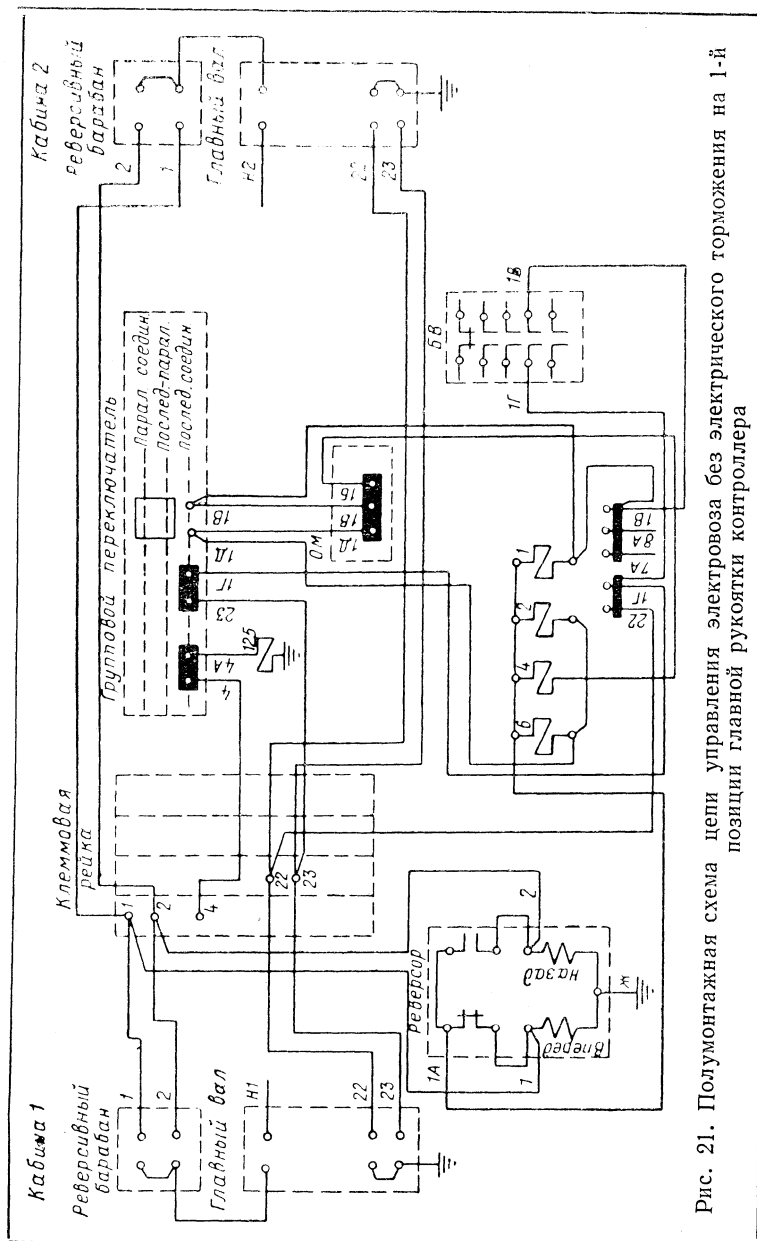 Кабина 1
Реверсивный
барабан
1
2
Главный вал
Н1
22
23
Клеммовая
рейка
1
2
4
22
23
Реверсор
1А
1
2
Вперед
Назад
Ж
Групповой переключатель
Парал соедин.
Послед.-парал.
Послед. соедин
4
4А
23
1Г
1Д
1В
125
ОМ
1Д
1В
1Б
6
4
2
1
22
1Г
7А
8А
1В
БВ
1Г
1В
Кабина 2
Реверсивный
барабан
2
1
Главный вал
Н2
22
23
Рис. 21. Полумонтажная схема цепи управления электровоза без электрического торможения на 1-й
позиции главной рукоятки контроллера